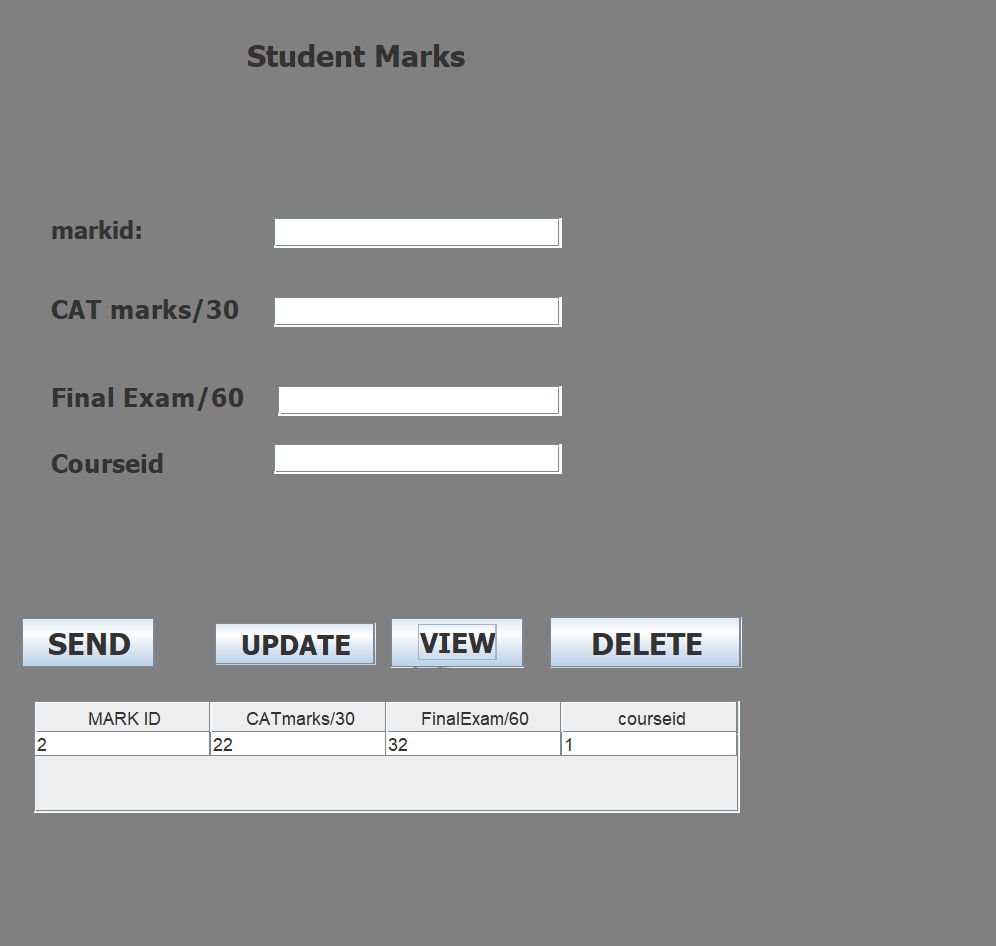 Student Marks
markid:
CAT marks/30
Final Exam/60
Courseid
SEND UPDATE VIEW DELETE
MARK ID CATmarks/30 FinalExam/60 courseid
2 22 32 1